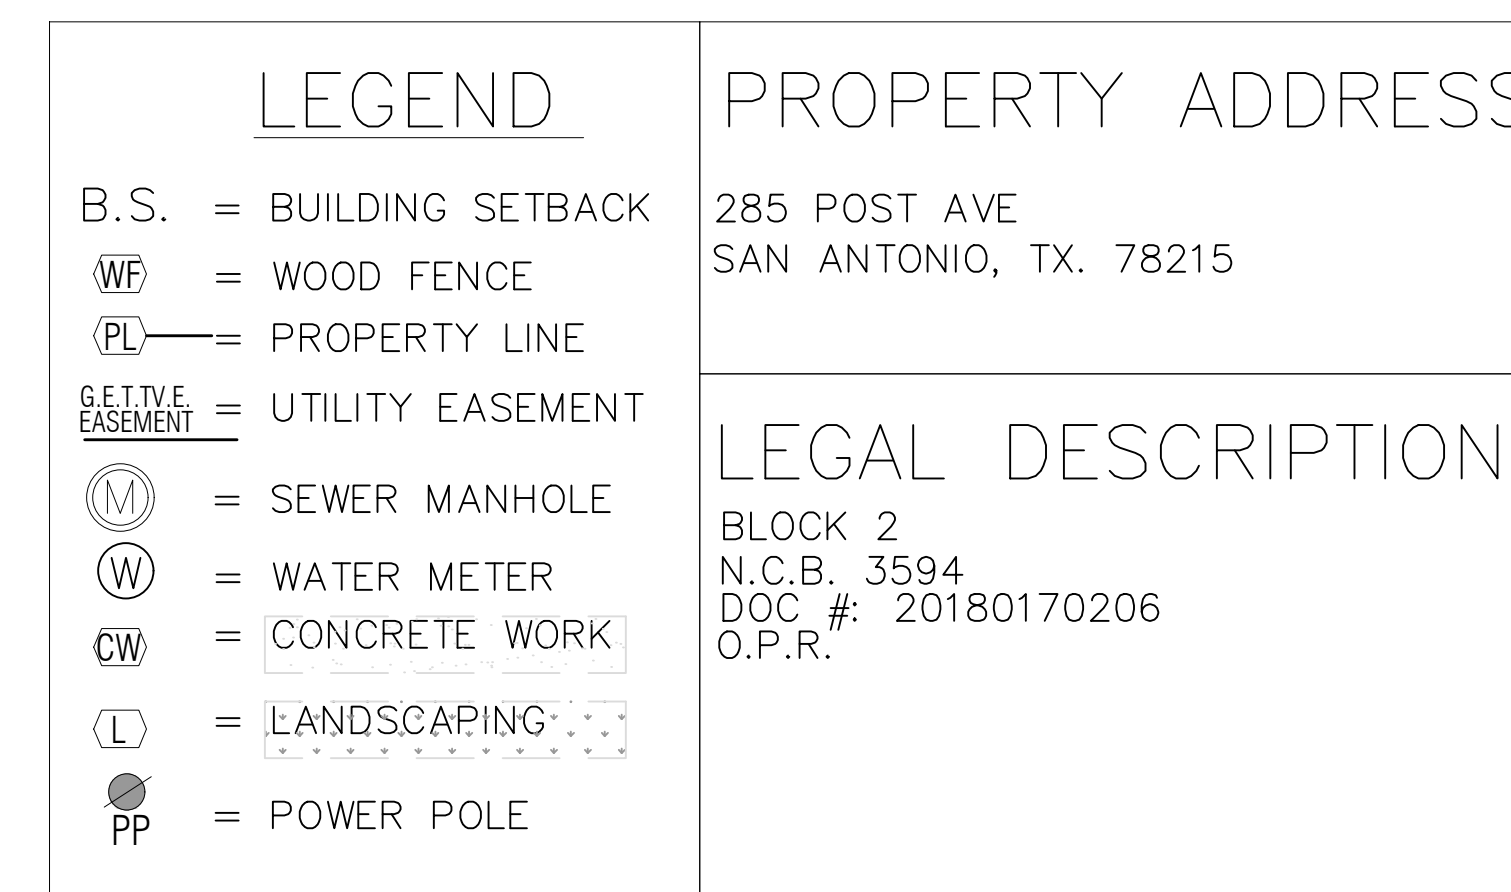 LEGEND
B.S. = BUILDING SETBACK
WF = WOOD FENCE
PL = PROPERTY LINE
G.E.T.TV.E.
EASEMENT = UTILITY EASEMENT
M = SEWER MANHOLE
W = WATER METER
CW = CONCRETE WORK
L = LANDSCAPING
PP = POWER POLE
PROPERTY ADDRESS
285 POST AVE
SAN ANTONIO, TX. 78215
LEGAL DESCRIPTION
BLOCK 2
N.C.B. 3594
DOC #: 20180170206
O.P.R.